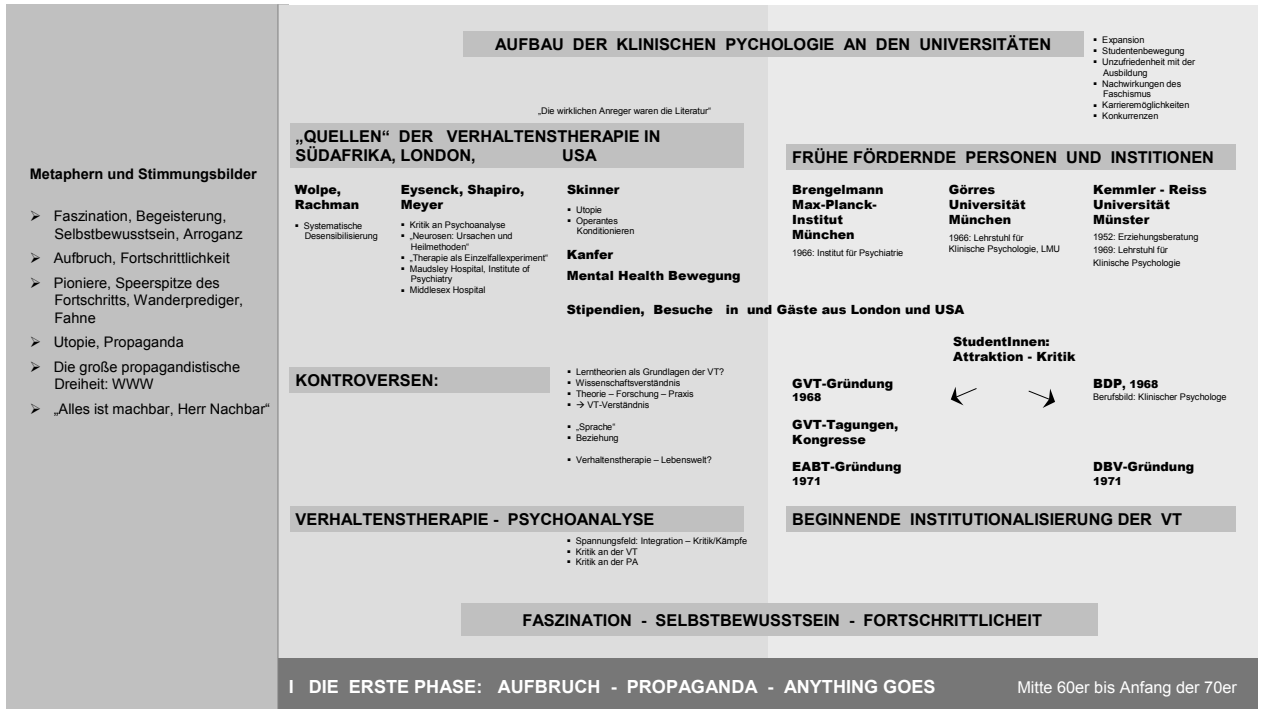 AUFBAU DER KLINISCHEN PYCHOLOGIE AN DEN UNIVERSITÄTEN
▪ Expansion
▪ Studentenbewegung
▪ Unzufriedenheit mit der
Ausbildung
▪ Nachwirkungen des
Faschismus
▪ Karrieremöglichkeiten
▪ Konkurrenzen
Metaphern und Stimmungsbilder
➢ Faszination, Begeisterung,
Selbstbewusstsein, Arroganz
➢ Aufbruch, Fortschrittlichkeit
➢ Pioniere, Speerspitze des
Fortschritts, Wanderprediger,
Fahne
➢ Utopie, Propaganda
➢ Die große propagandistische
Dreiheit: WWW
➢ „Alles ist machbar, Herr Nachbar“
„Die wirklichen Anreger waren die Literatur“
„QUELLEN“ DER VERHALTENSTHERAPIE IN
SÜDAFRIKA, LONDON, USA
Wolpe,
Rachman
▪ Systematische
Desensibilisierung
Eysenck, Shapiro,
Meyer
▪ Kritik an Psychoanalyse
▪ „Neurosen: Ursachen und
Heilmethoden“
▪ „Therapie als Einzelfallexperiment“
▪ Maudsley Hospital, Institute of
Psychiatry
▪ Middlesex Hospital
Skinner
▪ Utopie
▪ Operantes
Konditionieren
Kanfer
Mental Health Bewegung
FRÜHE FÖRDERNDE PERSONEN UND INSTITIONEN
Brengelmann
Max-Planck-
Institut
München
1966: Institut für Psychiatrie
Görres
Universität
München
1966: Lehrstuhl für
Klinische Psychologie, LMU
Kemmler - Reiss
Universität
Münster
1952: Erziehungsberatung
1969: Lehrstuhl für
Klinische Psychologie
Stipendien, Besuche in und Gäste aus London und USA
StudentInnen:
Attraktion - Kritik
KONTROVERSEN:
▪ Lerntheorien als Grundlagen der VT?
▪ Wissenschaftsverständnis
▪ Theorie – Forschung – Praxis
▪ → VT-Verständnis
▪ „Sprache“
▪ Beziehung
▪ Verhaltenstherapie – Lebenswelt?
GVT-Gründung
1968
GVT-Tagungen,
Kongresse
EABT-Gründung
1971
BDP, 1968
Berufsbild: Klinischer Psychologe
DBV-Gründung
1971
VERHALTENSTHERAPIE - PSYCHOANALYSE
▪ Spannungsfeld: Integration – Kritik/Kämpfe
▪ Kritik an der VT
▪ Kritik an der PA
BEGINNENDE INSTITUTIONALISIERUNG DER VT
FASZINATION - SELBSTBEWUSSTSEIN - FORTSCHRITTLICHEIT
I DIE ERSTE PHASE: AUFBRUCH - PROPAGANDA - ANYTHING GOES Mitte 60er bis Anfang der 70er